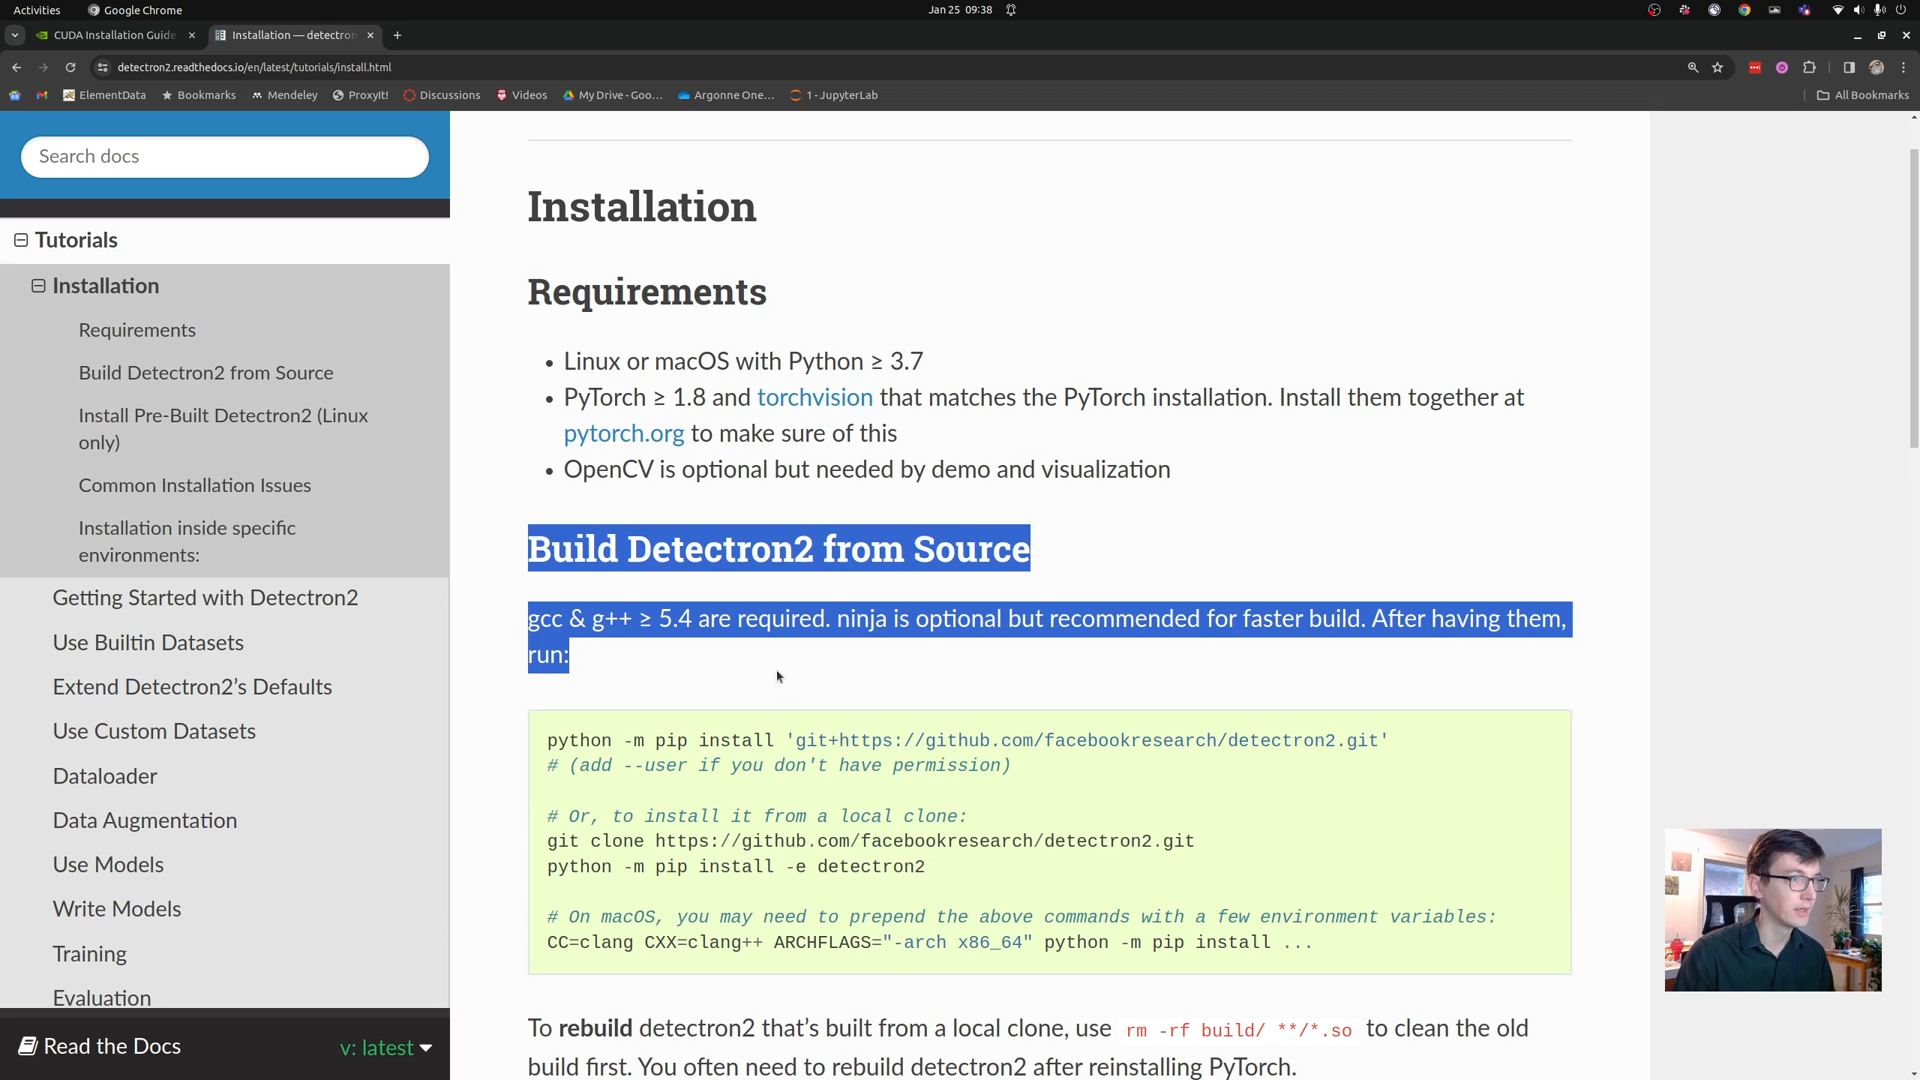 Activities
Google Chrome
Jan 25 09:38
CUDA Installation Guide
Installation — detectron
detectron2.readthedocs.io/en/latest/tutorials/install.html
ElementData
Bookmarks
Mendeley
ProxyIt!
Discussions
Videos
My Drive - Goo...
Argonne One...
1 - JupyterLab
All Bookmarks
Search docs
Tutorials
Installation
Requirements
Build Detectron2 from Source
Install Pre-Built Detectron2 (Linux
only)
Common Installation Issues
Installation inside specific
environments:
Getting Started with Detectron2
Use Builtin Datasets
Extend Detectron2’s Defaults
Use Custom Datasets
Dataloader
Data Augmentation
Use Models
Write Models
Training
Evaluation
Read the Docs
v: latest
Installation
Requirements
• Linux or macOS with Python ≥ 3.7
• PyTorch ≥ 1.8 and torchvision that matches the PyTorch installation. Install them together at
pytorch.org to make sure of this
• OpenCV is optional but needed by demo and visualization
Build Detectron2 from Source
gcc & g++ ≥ 5.4 are required. ninja is optional but recommended for faster build. After having them,
run:
python -m pip install 'git+https://github.com/facebookresearch/detectron2.git'
# (add --user if you don't have permission)
# Or, to install it from a local clone:
git clone https://github.com/facebookresearch/detectron2.git
python -m pip install -e detectron2
# On macOS, you may need to prepend the above commands with a few environment variables:
CC=clang CXX=clang++ ARCHFLAGS="-arch x86_64" python -m pip install ...
To rebuild detectron2 that’s built from a local clone, use rm -rf build/ **/*.so to clean the old
build first. You often need to rebuild detectron2 after reinstalling PyTorch.